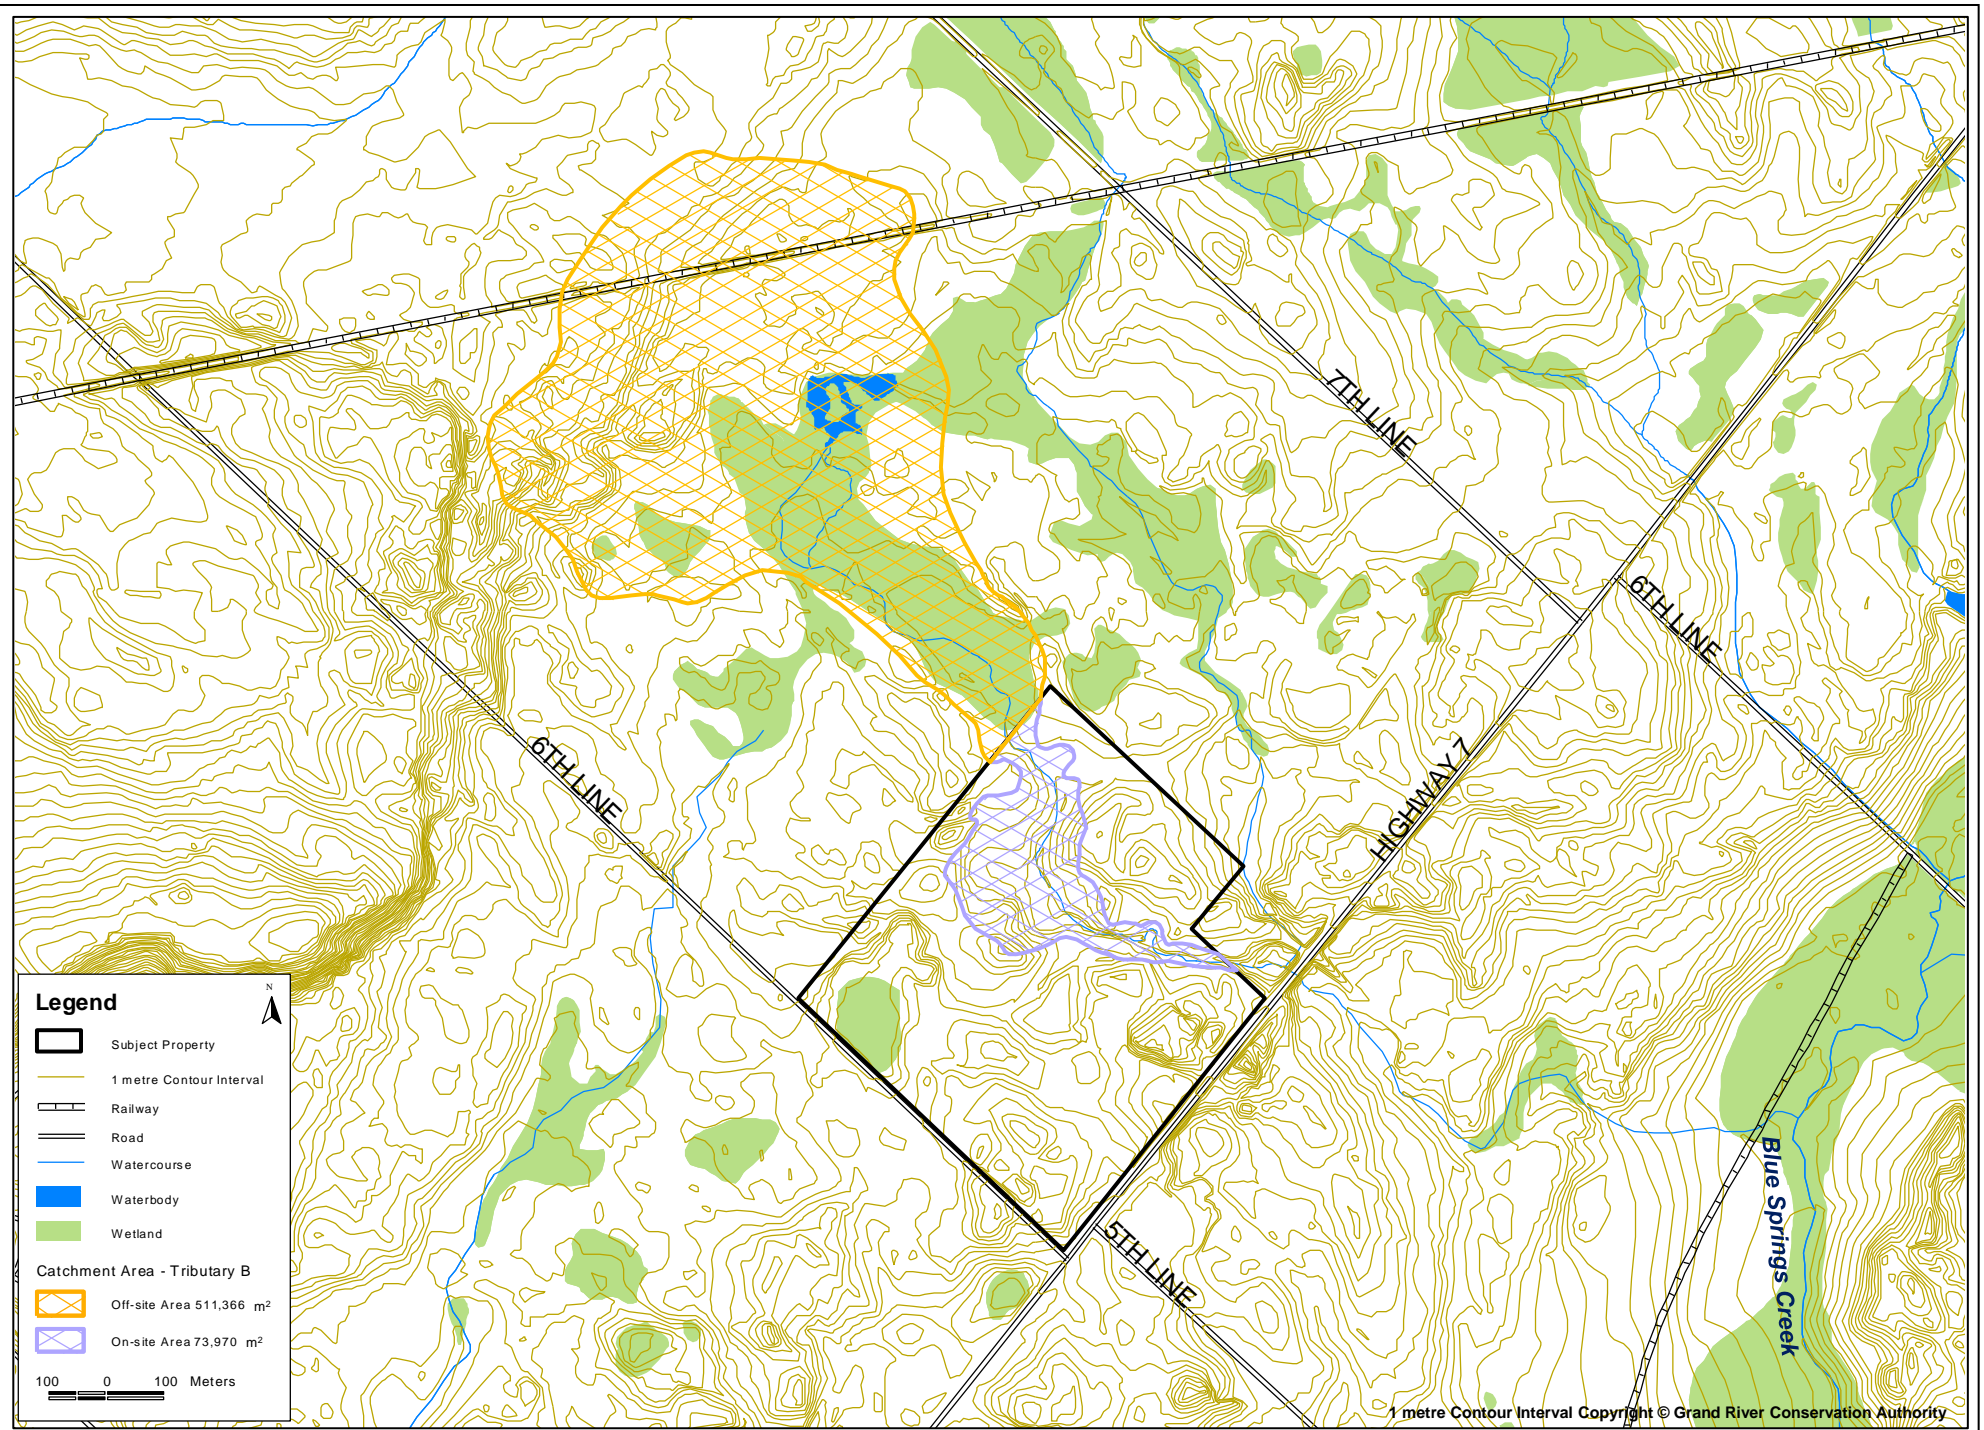 7TH LINE
6TH LINE
6TH LINE
HIGHWAY 7
5TH LINE
Blue Springs Creek
Legend
N
Subject Property
1 metre Contour Interval
Railway
Road
Watercourse
Waterbody
Wetland
Catchment Area - Tributary B
Off-site Area 511,366 m²
On-site Area 73,970 m²
100 0 100 Meters
1 metre Contour Interval Copyright © Grand River Conservation Authority